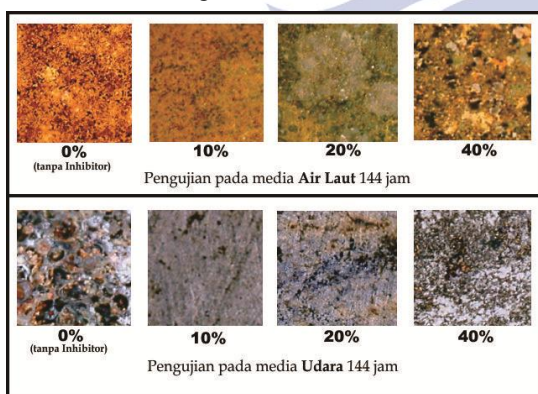 0% 10% 20% 40%
(tanpa Inhibitor)
Pengujian pada media Air Laut 144 jam
0% 10% 20% 40%
(tanpa Inhibitor)
Pengujian pada media Udara 144 jam